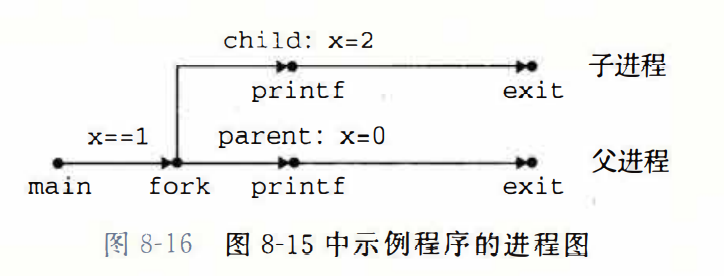 child: x=2
子进程
printf
exit
x==1
parent: x=0
父进程
main
fork
printf
exit
图 8-16 图 8-15 中示例程序的进程图